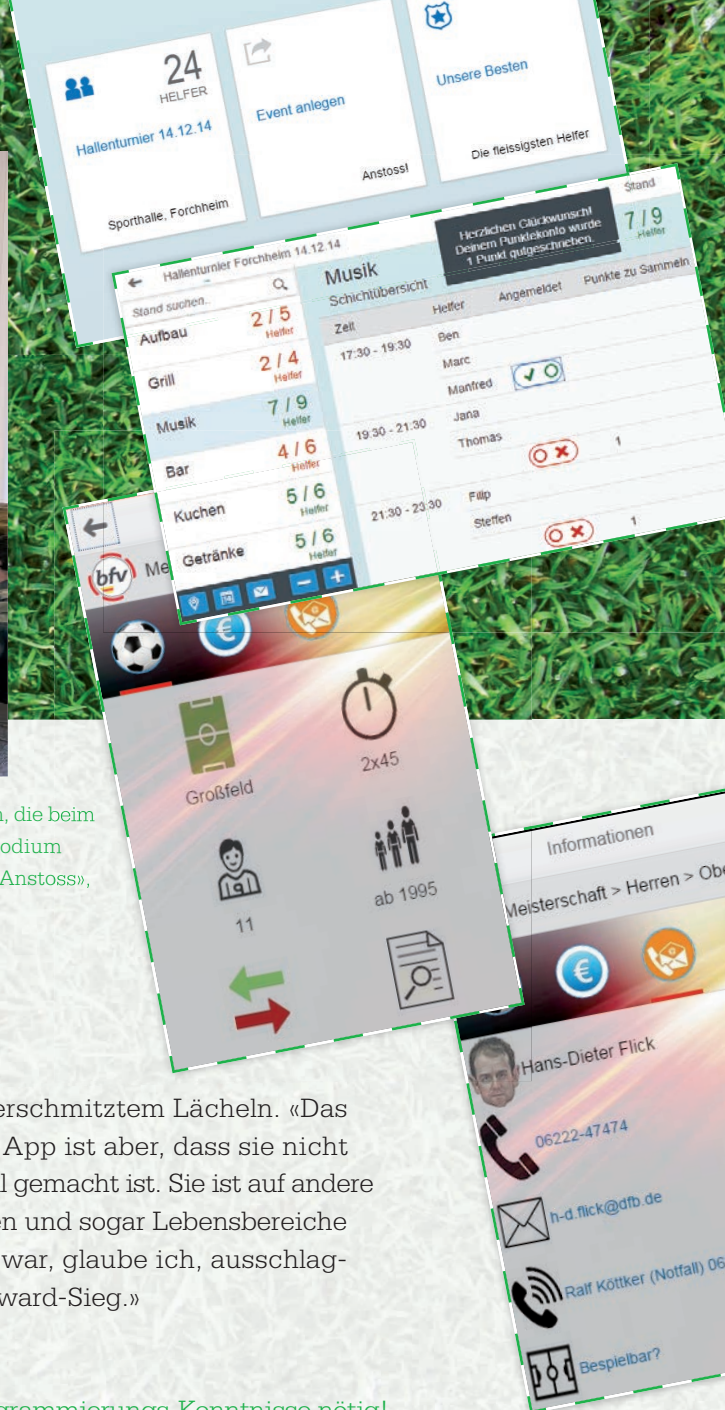 24
HELFER
Hallenturnier 14.12.14
Sporthalle, Forchheim
Event anlegen
Anstoss!
Unsere Besten
Die fleissigsten Helfer
Hallenturnier Forchheim 14.12.14
Stand suchen..
Aufbau 2 / 5
Helfer
Grill 2 / 4
Helfer
Musik 7 / 9
Helfer
Bar 4 / 6
Helfer
Kuchen 5 / 6
Helfer
Getränke 5 / 6
Helfer
Musik
Schichtübersicht
Herzlichen Glückwunsch!
Deinem Punktekonto wurde
1 Punkt gutgeschrieben.
Stand
7 / 9
Helfer
Zeit Helfer Angemeldet Punkte zu Sammeln
17:30 - 19:30 Ben
Marc
Manfred
19:30 - 21:30 Jana
Thomas 1
21:30 - 23:30 Filip
Steffen 1
bfv Me
Großfeld
2x45
11
ab 1995
die beim
Anstoss»,
Informationen
Meisterschaft > Herren > Obe
Hans-Dieter Flick
06222-47474
h-d.flick@dfb.de
Ralf Köttker (Notfall) 06
Bespielbar?
erschmitztem Lächeln. «Das
App ist aber, dass sie nicht
l gemacht ist. Sie ist auf andere
en und sogar Lebensbereiche
war, glaube ich, ausschlag-
ward-Sieg.»
grammierungs-Kenntnisse nötig!